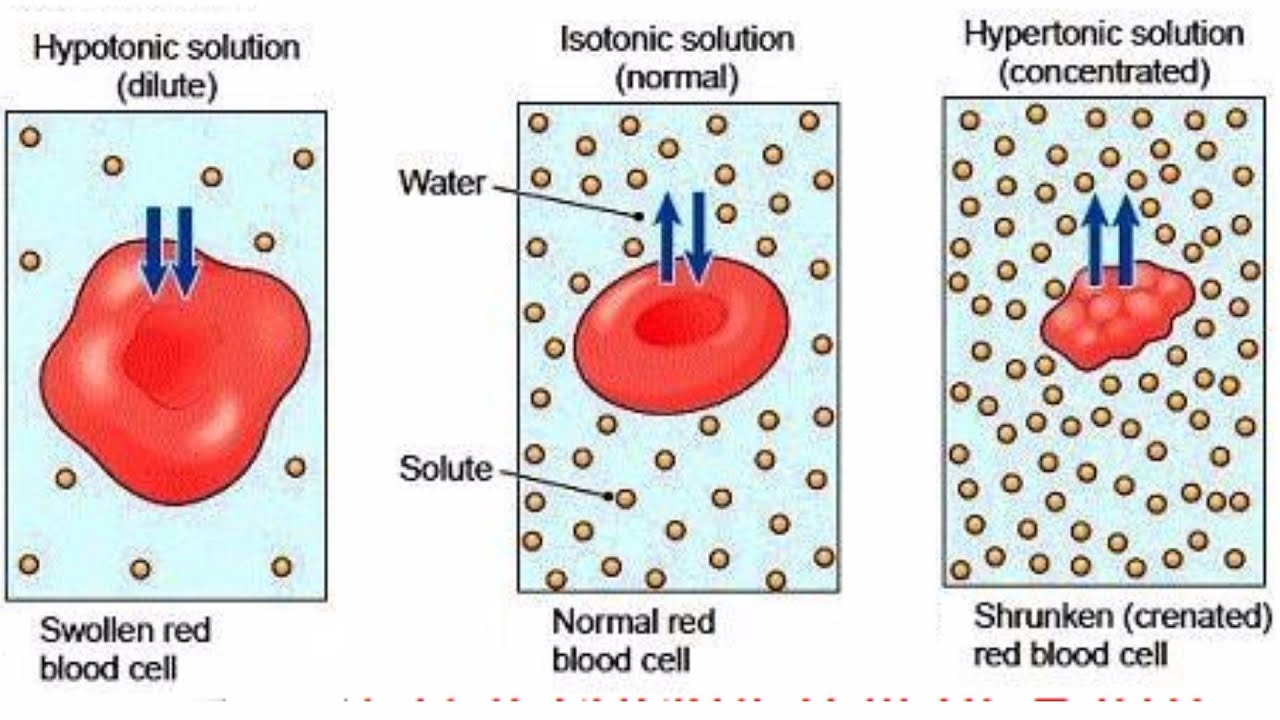 Hypotonic solution
(dilute)
Isotonic solution
(normal)
Hypertonic solution
(concentrated)
Water
Solute
Swollen red
blood cell
Normal red
blood cell
Shrunken (crenated)
red blood cell